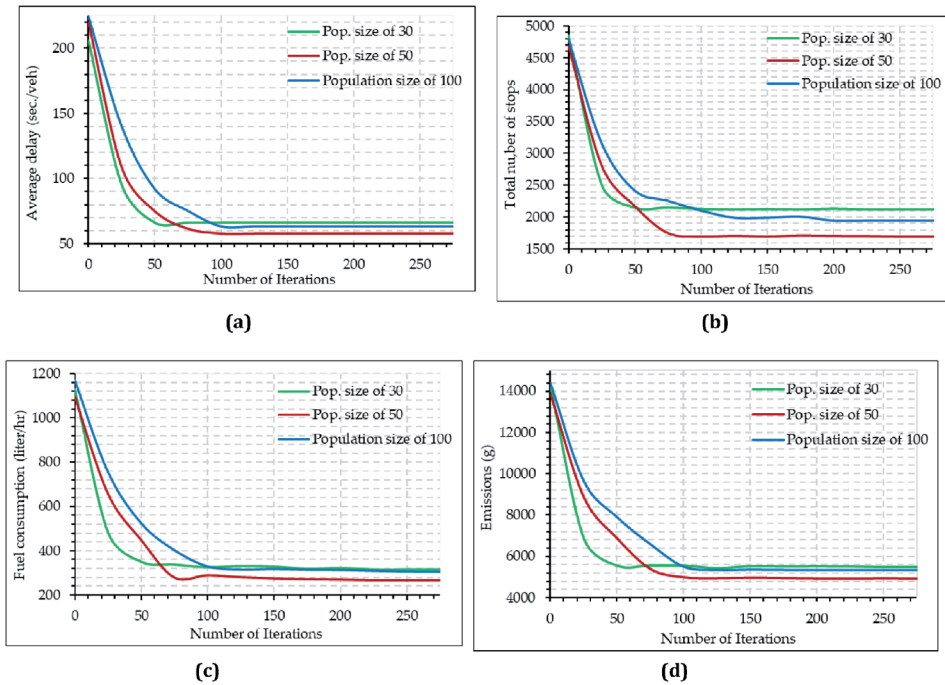 Average delay (sec./veh)
220
200
150
100
50
0
50
100
150
200
250
Number of Iterations
Pop. size of 30
Pop. size of 50
Population size of 100
(a)
Total nu,ber of stops
5000
4500
4000
3500
3000
2500
2000
1500
0
50
100
150
200
250
Number of Iterations
Pop. size of 30
Pop. size of 50
Population size of 100
(b)
Fuel consumption (liter/hr)
1200
1000
800
600
400
200
0
50
100
150
200
250
Number of Iterations
Pop. size of 30
Pop. size of 50
Population size of 100
(c)
Emissions (g)
14000
12000
10000
8000
6000
4000
0
50
100
150
200
250
Number of Iterations
Pop. size of 30
Pop. size of 50
Population size of 100
(d)